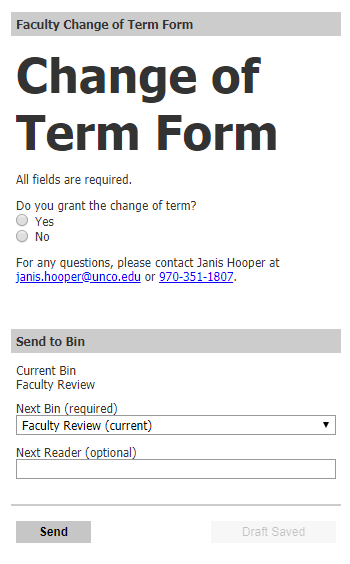 Faculty Change of Term Form
Change of
Term Form
All fields are required.
Do you grant the change of term?
Yes
No
For any questions, please contact Janis Hooper at
janis.hooper@unco.edu or 970-351-1807.
Send to Bin
Current Bin
Faculty Review
Next Bin (required)
Faculty Review (current)
Next Reader (optional)
Send
Draft Saved